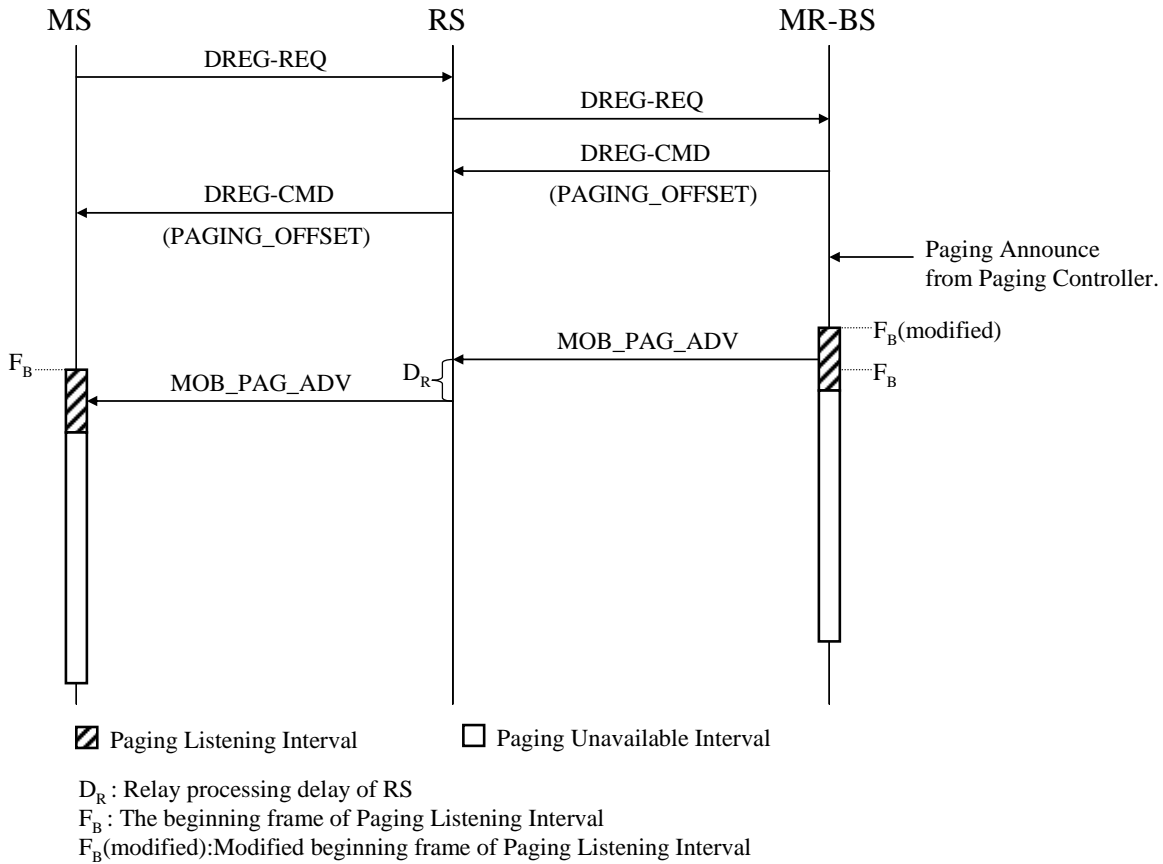 MS
RS
MR-BS
DREG-REQ
DREG-REQ
DREG-CMD
(PAGING_OFFSET)
DREG-CMD
(PAGING_OFFSET)
Paging Announce
from Paging Controller.
F_B(modified)
MOB_PAG_ADV
F_B
D_R
F_B
MOB_PAG_ADV
Paging Listening Interval
Paging Unavailable Interval
D_R : Relay processing delay of RS
F_B : The beginning frame of Paging Listening Interval
F_B(modified):Modified beginning frame of Paging Listening Interval